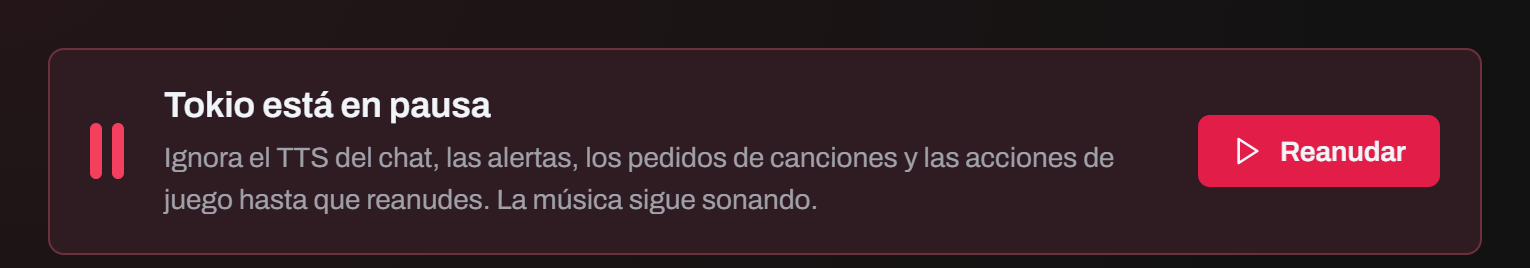 Tokio está en pausa
Ignora el TTS del chat, las alertas, los pedidos de canciones y las acciones de
juego hasta que reanudes. La música sigue sonando.
Reanudar